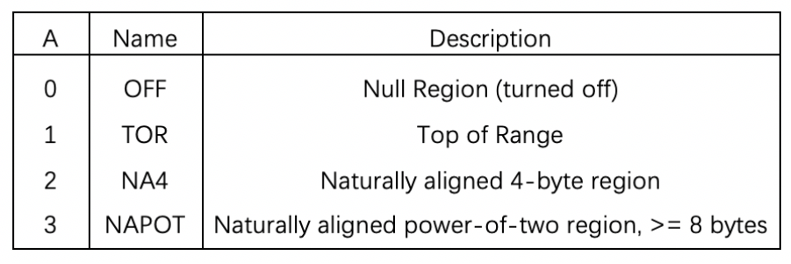 A Name Description
0 OFF Null Region (turned off)
1 TOR Top of Range
2 NA4 Naturally aligned 4-byte region
3 NAPOT Naturally aligned power-of-two region, >= 8 bytes